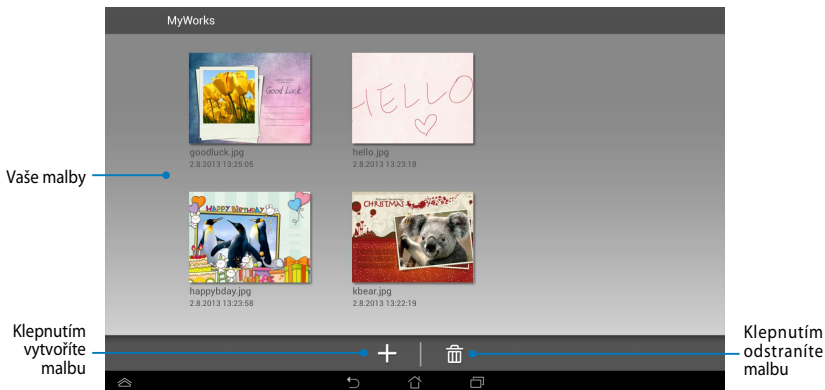 MyWorks
Good Luck
HELLO
goodluck.jpg
2.8.2013 13:25:05
hello.jpg
2.8.2013 13:23:18
Vaše malby
HAPPY BIRTHDAY
CHRISTMAS
happybday.jpg
2.8.2013 13:23:58
kbear.jpg
2.8.2013 13:22:19
Klepnutím
vytvoříte
malbu
Klepnutím
odstraníte
malbu